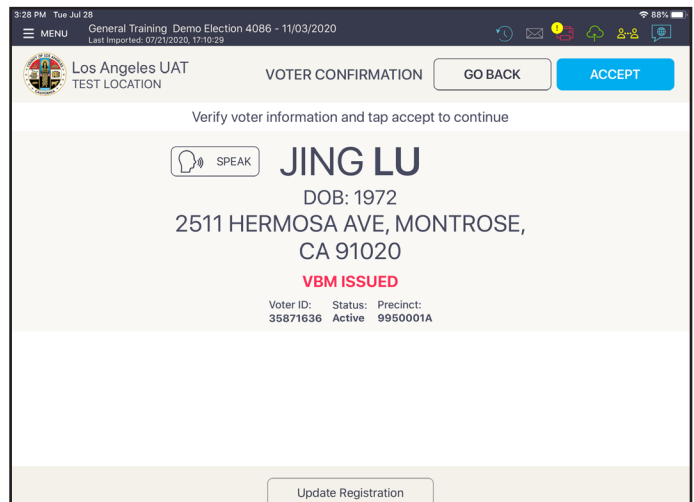 3:28 PM Tue Jul 28
88%
MENU
General Training Demo Election 4086 - 11/03/2020
Last Imported: 07/21/2020, 17:10:29
Los Angeles UAT
TEST LOCATION
VOTER CONFIRMATION
GO BACK
ACCEPT
Verify voter information and tap accept to continue
SPEAK
JING LU
DOB: 1972
2511 HERMOSA AVE, MONTROSE,
CA 91020
VBM ISSUED
Voter ID: Status: Precinct:
35871636 Active 9950001A
Update Registration